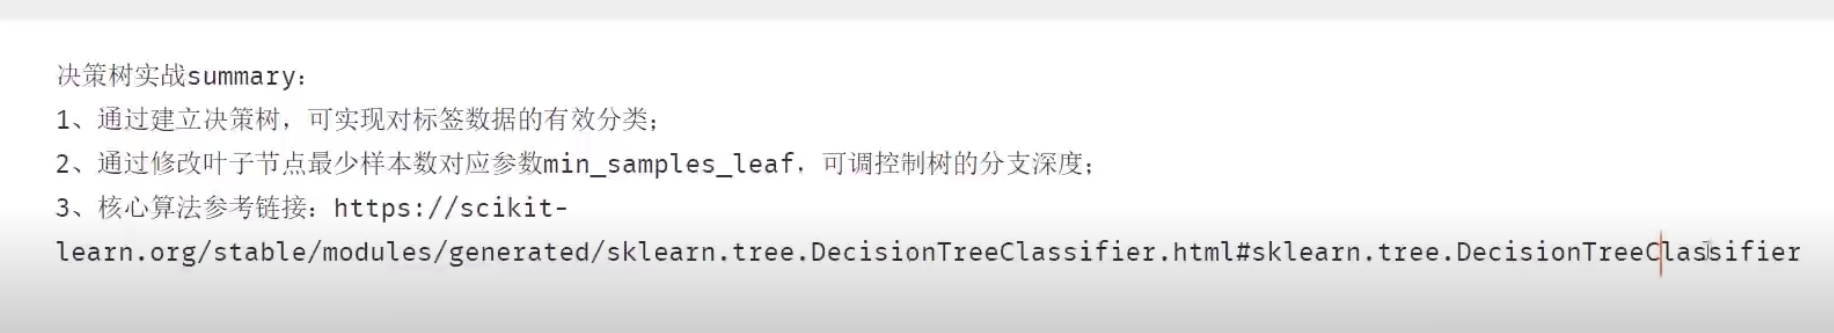 决策树实战summary：
1、通过建立决策树，可实现对标签数据的有效分类；
2、通过修改叶子节点最少样本数对应参数min_samples_leaf，可调控制树的分支深度；
3、核心算法参考链接：https://scikit-
learn.org/stable/modules/generated/sklearn.tree.DecisionTreeClassifier.html#sklearn.tree.DecisionTreeClassifier